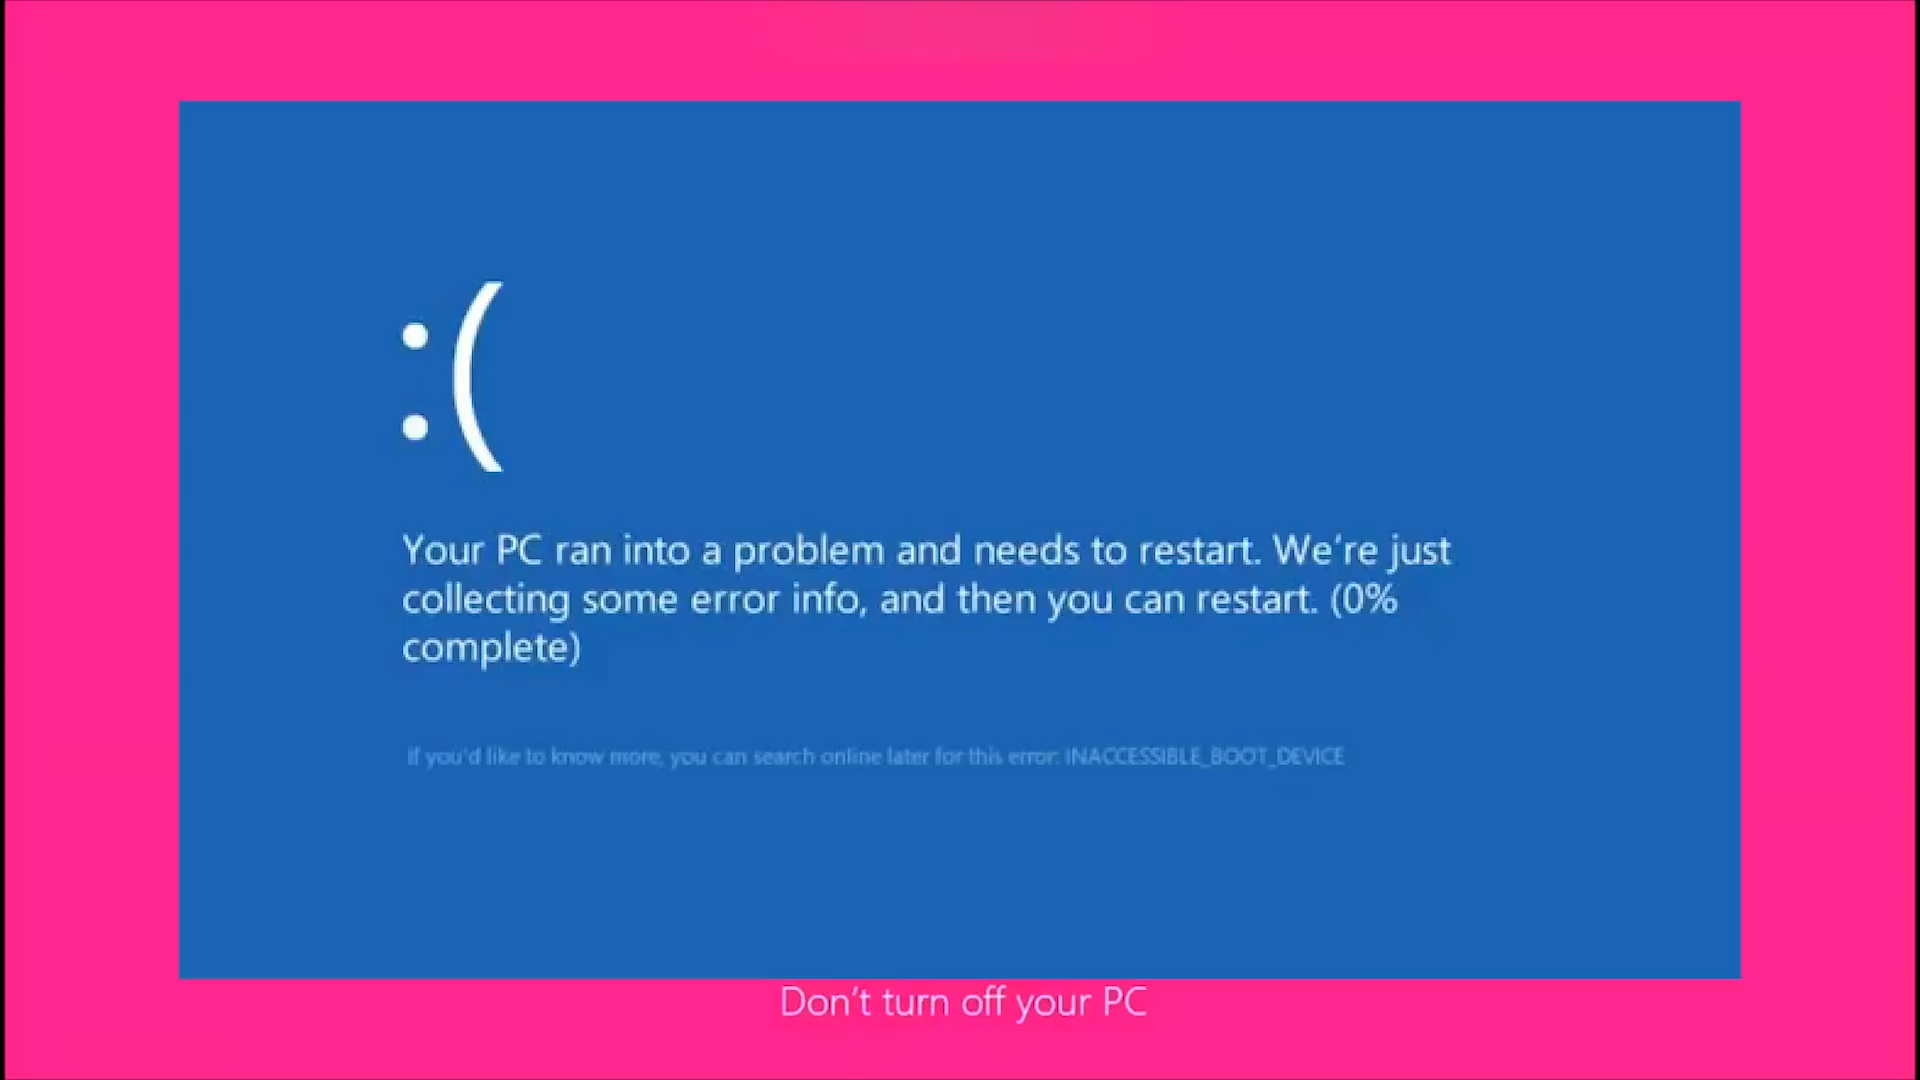 :(
Your PC ran into a problem and needs to restart. We're just
collecting some error info, and then you can restart. (0%
complete)
If you'd like to know more, you can search online later for this error: INACCESSIBLE_BOOT_DEVICE
Don't turn off your PC